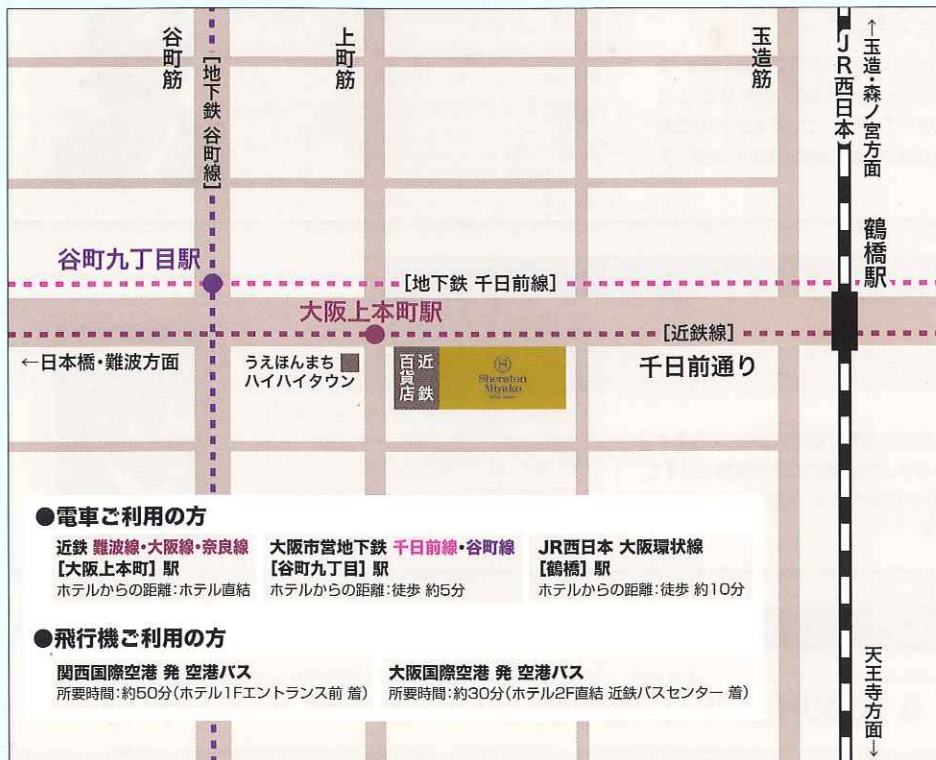 谷町筋
[地下鉄 谷町線]
上町筋
玉造筋
JR西日本
←玉造・森ノ宮方面
鶴橋駅
谷町九丁目駅
[地下鉄 千日前線]
大阪上本町駅
[近鉄線]
←日本橋・難波方面
うえほんまち
ハイハイタウン
近鉄
百貨店
Sheraton
Miyako
千日前通り
●電車ご利用の方
近鉄 難波線・大阪線・奈良線
[大阪上本町] 駅
ホテルからの距離:ホテル直結
大阪市営地下鉄 千日前線・谷町線
[谷町九丁目] 駅
ホテルからの距離:徒歩 約5分
JR西日本 大阪環状線
[鶴橋] 駅
ホテルからの距離:徒歩 約10分
●飛行機ご利用の方
関西国際空港 発 空港バス
所要時間:約50分(ホテル1Fエントランス前 着)
大阪国際空港 発 空港バス
所要時間:約30分(ホテル2F直結 近鉄バスセンター 着)
天王寺方面→